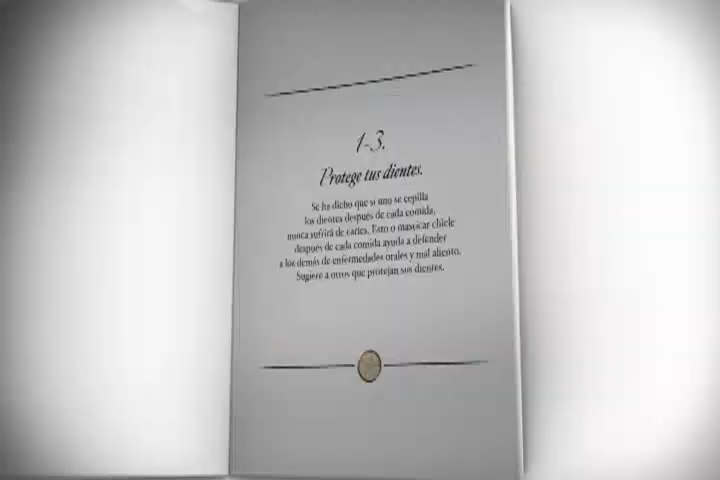 1-3.
Protege tus dientes.
Se ha dicho que si uno se cepilla
los dientes después de cada comida,
nunca sufrirá de caries. Esto o masticar chicle
después de cada comida ayuda a defender
a los demás de enfermedades orales y mal aliento.
Sugiere a otros que protejan sus dientes.